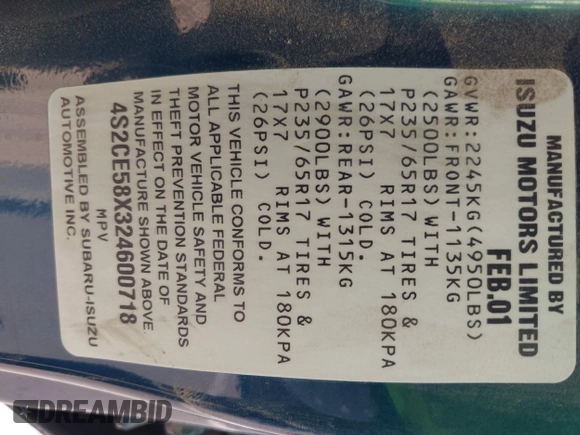 MANUFACTURED BY
ISUZU MOTORS LIMITED
FEB.01
GVWR:2245KG(4950LBS)
GAWR:FRONT-1135KG
(2500LBS) WITH
P235/65R17 TIRES &
17X7 RIMS AT 180KPA
(26PSI) COLD.
GAWR:REAR-1315KG
(2900LBS) WITH
P235/65R17 TIRES &
17X7 RIMS AT 180KPA
(26PSI) COLD.
THIS VEHICLE CONFORMS TO
ALL APPLICABLE FEDERAL
MOTOR VEHICLE SAFETY AND
THEFT PREVENTION STANDARDS
IN EFFECT ON THE DATE OF
MANUFACTURE SHOWN ABOVE.
4S2CE58X324600718
MPV
ASSEMBLED BY SUBARU-ISUZU
AUTOMOTIVE INC.
DREAMBID